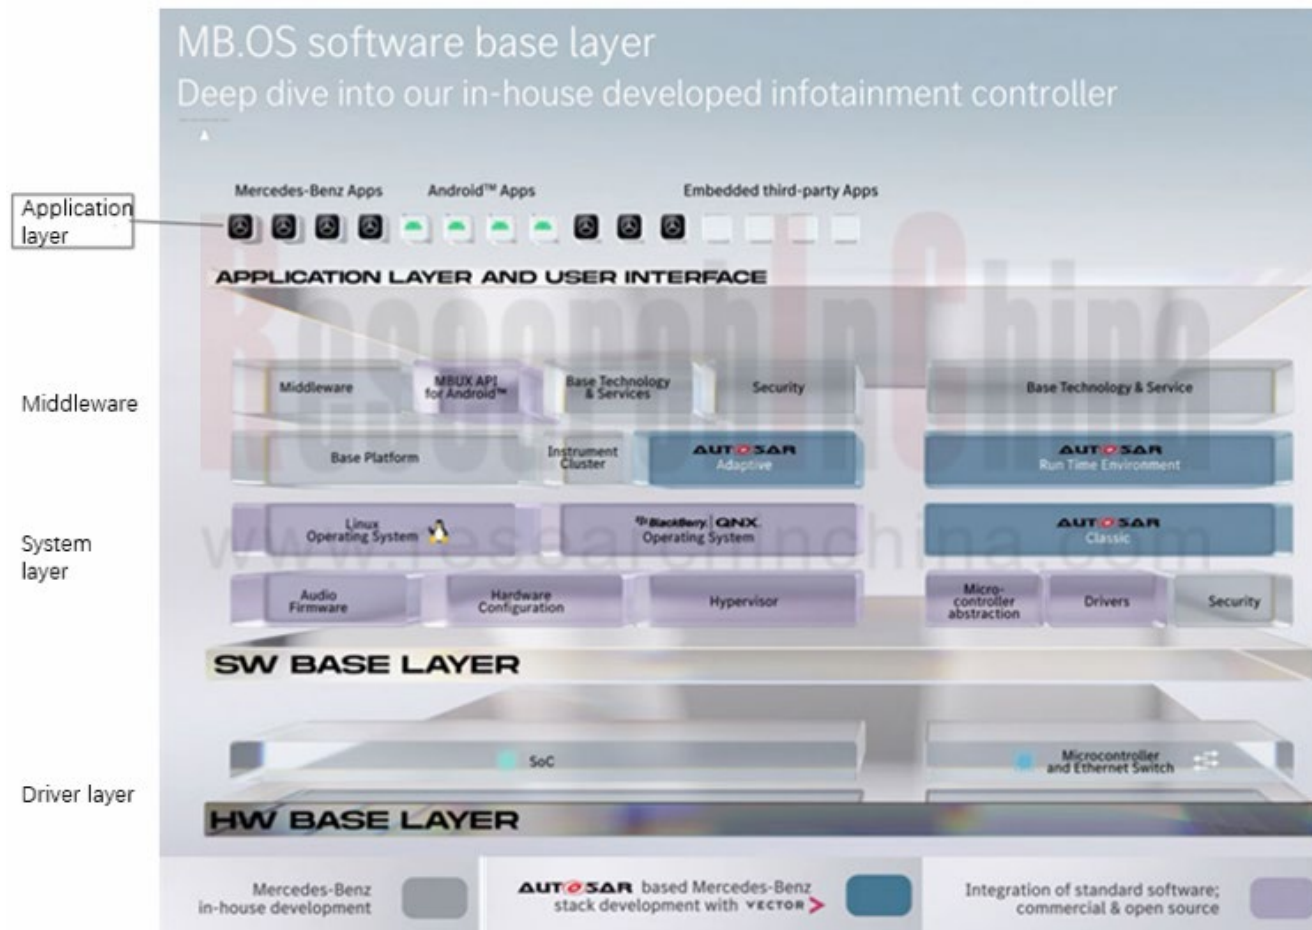 MB.OS software base layer
Deep dive into our in-house developed infotainment controller
Mercedes-Benz Apps
Android™ Apps
Embedded third-party Apps
Application
layer
APPLICATION LAYER AND USER INTERFACE
ResearchInChina
Middleware
Middleware
MBUX API
for Android™
Base Technology
& Services
Security
Base Technology & Service
Base Platform
Instrument
Cluster
AUTOSAR
Adaptive
AUTOSAR
Run Time Environment
www.researchinchina.com
System
layer
Linux
Operating System
BlackBerry | QNX
Operating System
AUTOSAR
Classic
Audio
Firmware
Hardware
Configuration
Hypervisor
Micro-
controller
abstraction
Drivers
Security
SW BASE LAYER
Driver layer
SoC
Microcontroller
and Ethernet Switch
HW BASE LAYER
Mercedes-Benz
in-house development
AUTOSAR based Mercedes-Benz
stack development with VECTOR
Integration of standard software;
commercial & open source